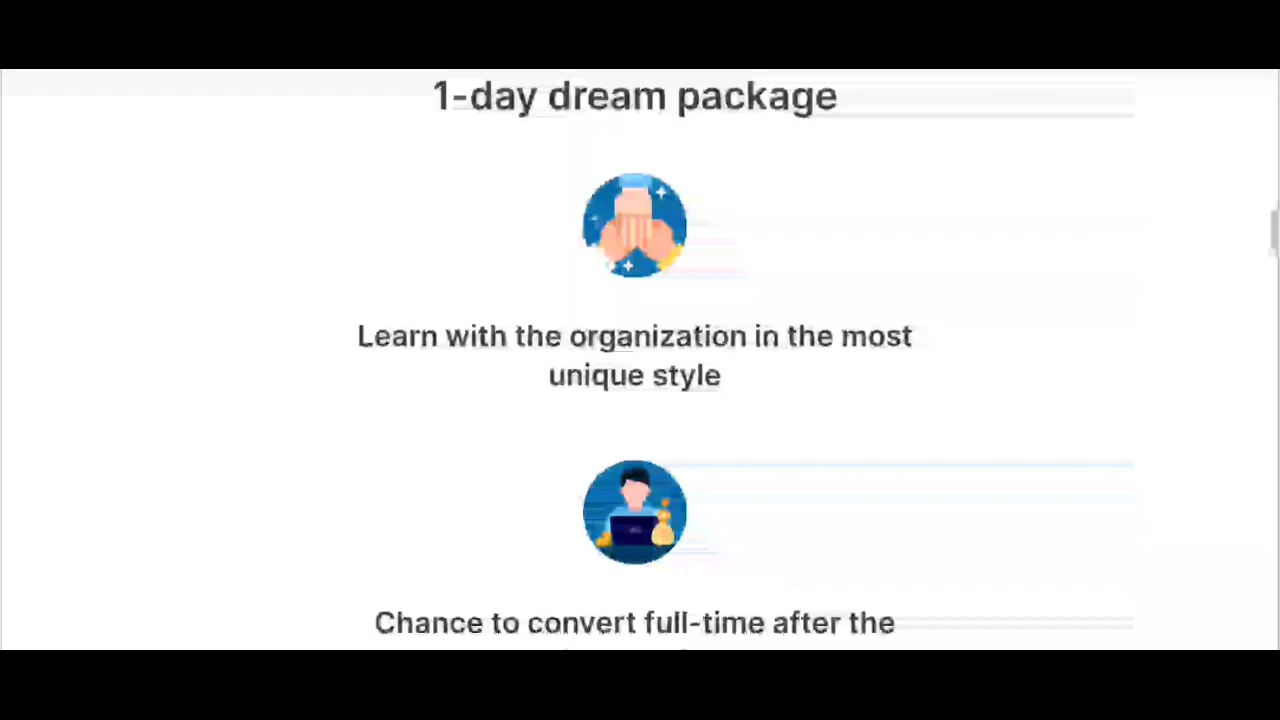 1-day dream package
Learn with the organization in the most
unique style
Chance to convert full-time after the